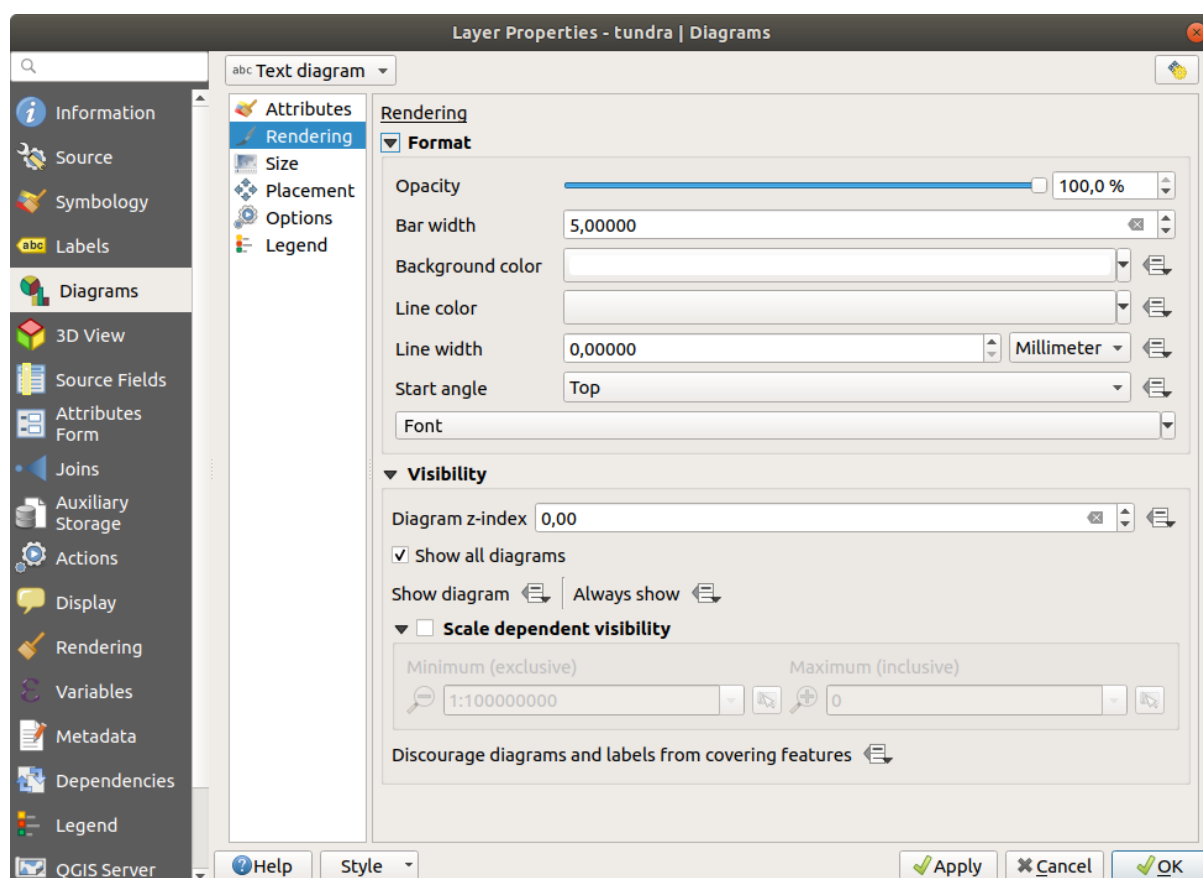 Layer Properties - tundra | Diagrams
Information
Source
Symbology
abc Labels
Diagrams
3D View
Source Fields
Attributes
Form
Joins
Auxiliary
Storage
Actions
Display
Rendering
Variables
Metadata
Dependencies
Legend
QGIS Server
abc Text diagram
Attributes
Rendering
Size
Placement
Options
Legend
Rendering
Format
Opacity 100,0 %
Bar width 5,00000
Background color
Line color
Line width 0,00000 Millimeter
Start angle Top
Font
Visibility
Diagram z-index 0,00
Show all diagrams
Show diagram Always show
Scale dependent visibility
Minimum (exclusive) Maximum (inclusive)
1:100000000 0
Discourage diagrams and labels from covering features
Help Style Apply Cancel OK